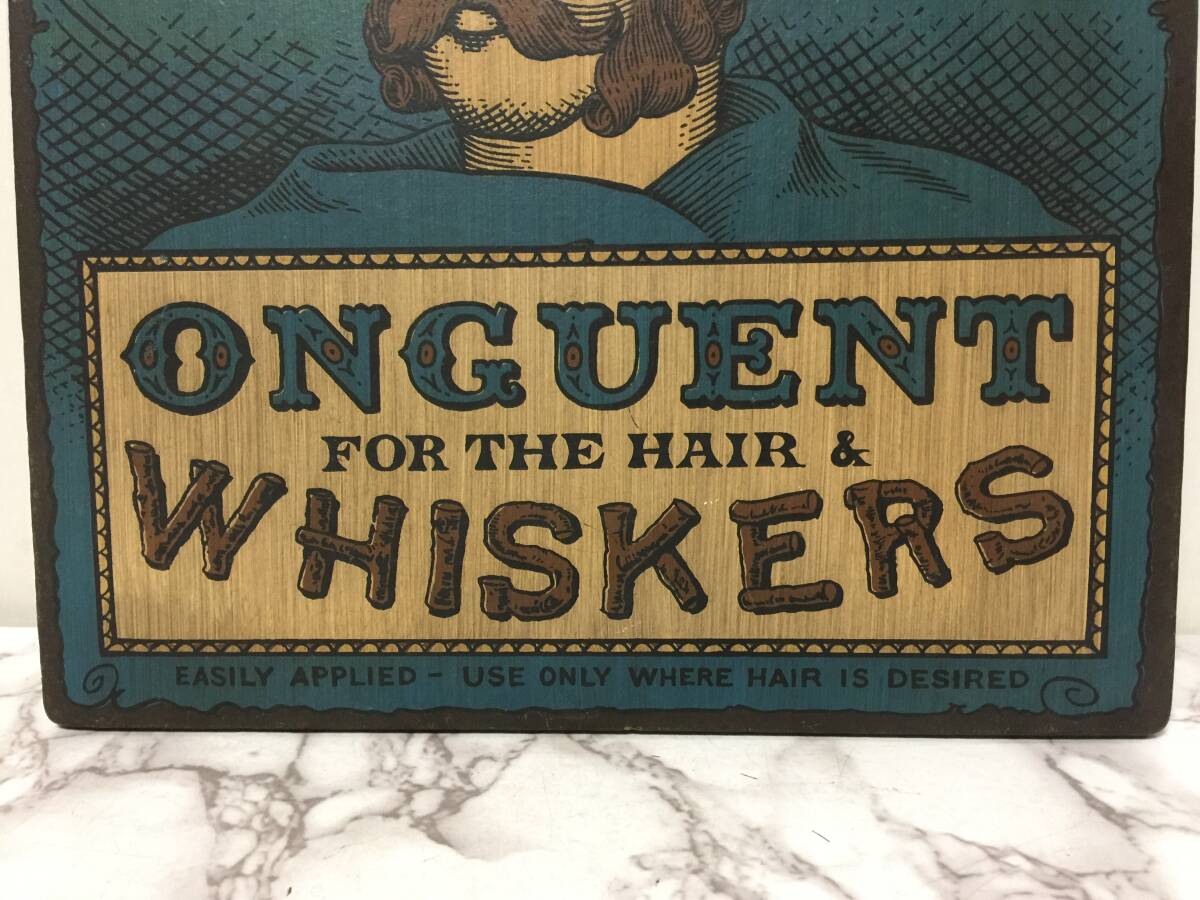 ONGUENT
FOR THE HAIR &
WHISKERS
EASILY APPLIED - USE ONLY WHERE HAIR IS DESIRED